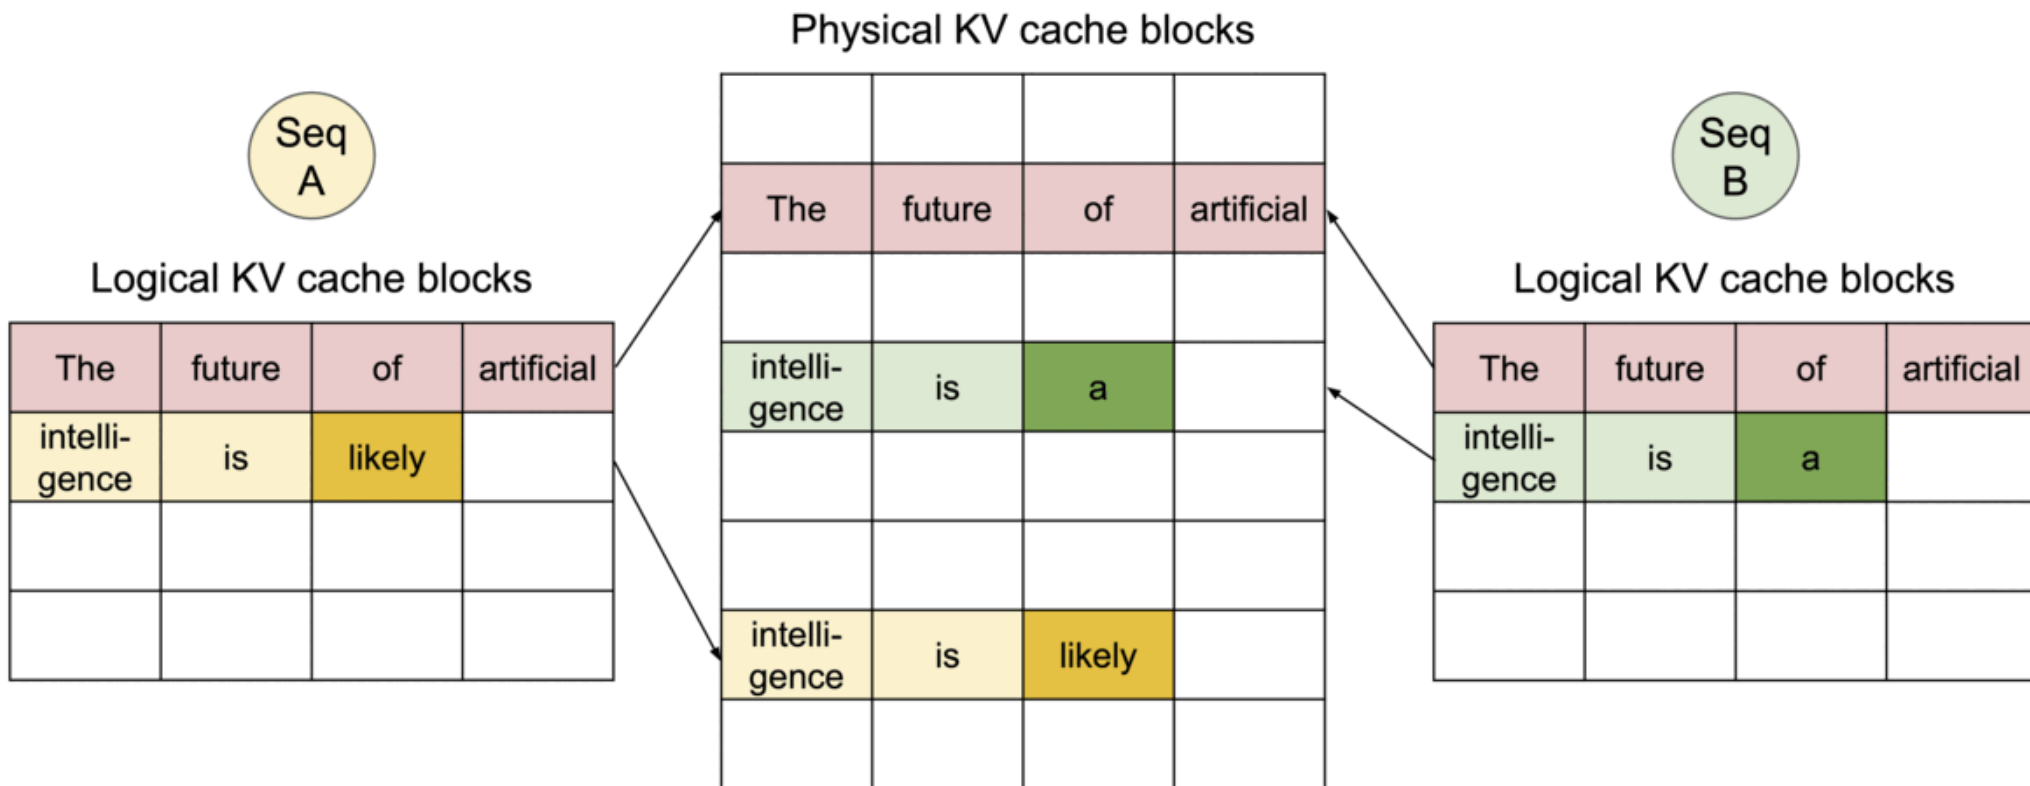 Physical KV cache blocks
Seq
A
Seq
B
The future of artificial
Logical KV cache blocks
Logical KV cache blocks
The future of artificial
intelli-
gence is likely
intelli-
gence is a
The future of artificial
intelli-
gence is a
intelli-
gence is likely